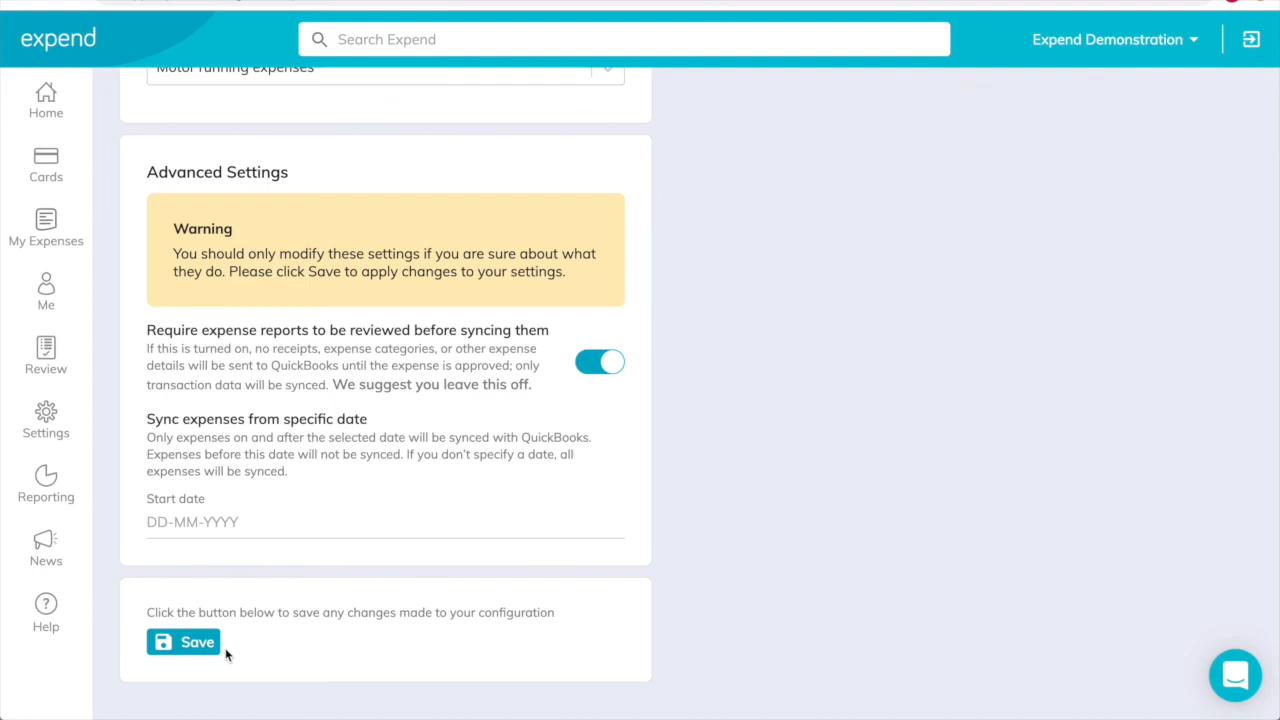 expend
Search Expend
Expend Demonstration
Home
Cards
My Expenses
Me
Review
Settings
Reporting
News
Help
Motor running expenses
Advanced Settings
Warning
You should only modify these settings if you are sure about what
they do. Please click Save to apply changes to your settings.
Require expense reports to be reviewed before syncing them
If this is turned on, no receipts, expense categories, or other expense
details will be sent to QuickBooks until the expense is approved; only
transaction data will be synced. We suggest you leave this off.
Sync expenses from specific date
Only expenses on and after the selected date will be synced with QuickBooks.
Expenses before this date will not be synced. If you don't specify a date, all
expenses will be synced.
Start date
DD-MM-YYYY
Click the button below to save any changes made to your configuration
Save